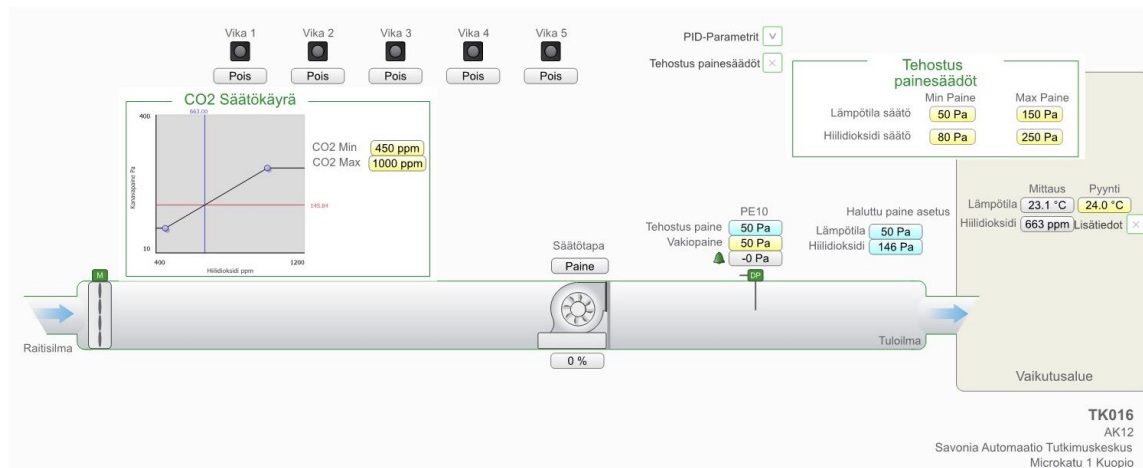 Vika 1 Vika 2 Vika 3 Vika 4 Vika 5
Pois Pois Pois Pois Pois
PID-Parametrit V
Tehostus painesäädöt ×
Tehostus
painesäädöt
Min Paine Max Paine
Lämpötila säätö 50 Pa 150 Pa
Hiilidioksidi säätö 80 Pa 250 Pa
CO2 Säätökäyrä
663.00
400
Kanavapaine Pa
145.84
10
400 1200
Hiilidioksidi ppm
CO2 Min 450 ppm
CO2 Max 1000 ppm
Mittaus Pyynti
Lämpötila 23.1 °C 24.0 °C
Hiilidioksidi 663 ppm Lisätiedot ×
PE10
Tehostus paine 50 Pa
Vakiopaine 50 Pa
-0 Pa
DP
Haluttu paine asetus
Lämpötila 50 Pa
Hiilidioksidi 146 Pa
Säätötapa
Paine
M
0 %
Raitisilma
Tuloilma
Vaikutusalue
TK016
AK12
Savonia Automaatio Tutkimuskeskus
Microkatu 1 Kuopio